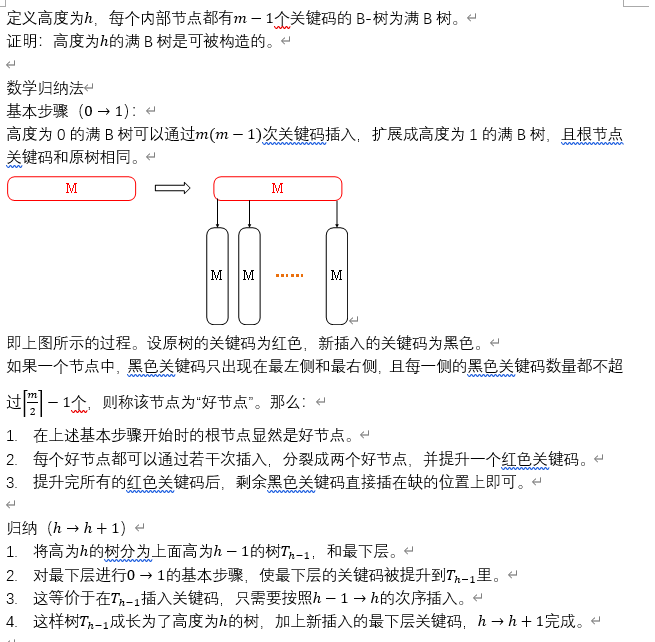 定义高度为h，每个内部节点都有m − 1个关键码的 B-树为满 B 树。
证明：高度为h的满 B 树是可被构造的。
数学归纳法
基本步骤（0 → 1）：
高度为 0 的满 B 树可以通过m(m − 1)次关键码插入，扩展成高度为 1 的满 B 树，且根节点
关键码和原树相同。
M M
M M M
即上图所示的过程。设原树的关键码为红色，新插入的关键码为黑色。
如果一个节点中，黑色关键码只出现在最左侧和最右侧，且每一侧的黑色关键码数量都不超
过⌈m/2⌉ − 1个，则称该节点为“好节点”。那么：
1. 在上述基本步骤开始时的根节点显然是好节点。
2. 每个好节点都可以通过若干次插入，分裂成两个好节点，并提升一个红色关键码。
3. 提升完所有的红色关键码后，剩余黑色关键码直接插在缺的位置上即可。
归纳（h → h + 1）
1. 将高为h的树分为上面高为h − 1的树Tₕ₋₁，和最下层。
2. 对最下层进行0 → 1的基本步骤，使最下层的关键码被提升到Tₕ₋₁里。
3. 这等价于在Tₕ₋₁插入关键码，只需要按照h − 1 → h的次序插入。
4. 这样树Tₕ₋₁成长为了高度为h的树，加上新插入的最下层关键码，h → h + 1完成。